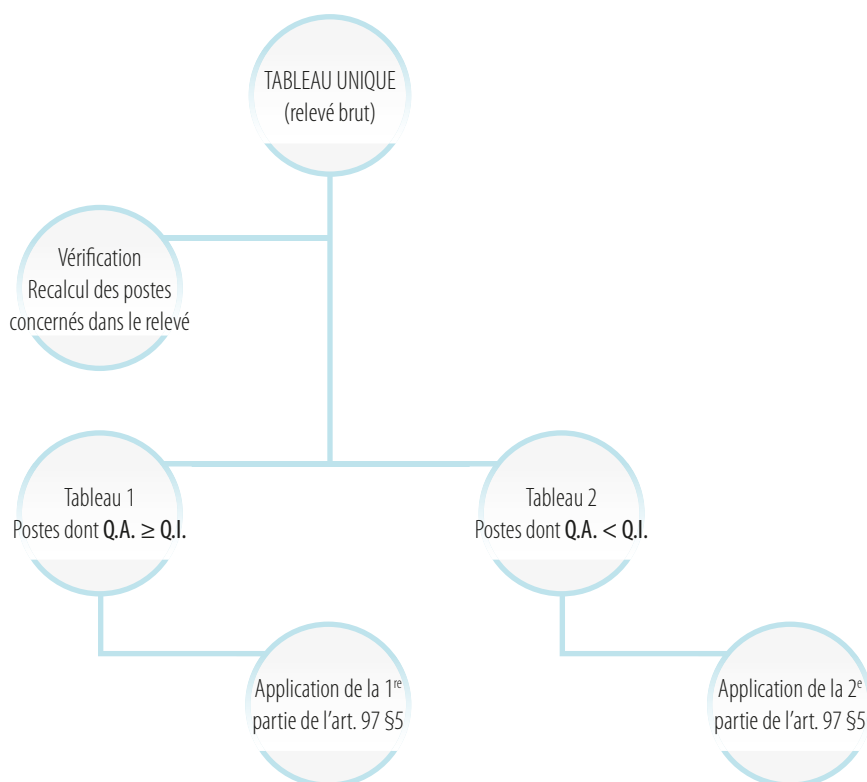 TABLEAU UNIQUE
(relevé brut)
Vérification
Recalcul des postes
concernés dans le relevé
Tableau 1
Postes dont Q.A. ≥ Q.I.
Tableau 2
Postes dont Q.A. < Q.I.
Application de la 1re
partie de l’art. 97 §5
Application de la 2e
partie de l’art. 97 §5